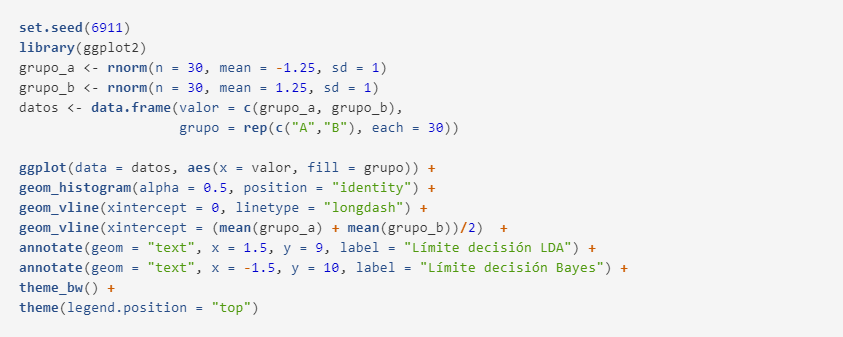 set.seed(6911)
library(ggplot2)
grupo_a <- rnorm(n = 30, mean = -1.25, sd = 1)
grupo_b <- rnorm(n = 30, mean = 1.25, sd = 1)
datos <- data.frame(valor = c(grupo_a, grupo_b),
                    grupo = rep(c("A","B"), each = 30))

ggplot(data = datos, aes(x = valor, fill = grupo)) +
geom_histogram(alpha = 0.5, position = "identity") +
geom_vline(xintercept = 0, linetype = "longdash") +
geom_vline(xintercept = (mean(grupo_a) + mean(grupo_b))/2)  +
annotate(geom = "text", x = 1.5, y = 9, label = "Límite decisión LDA") +
annotate(geom = "text", x = -1.5, y = 10, label = "Límite decisión Bayes") +
theme_bw() +
theme(legend.position = "top")